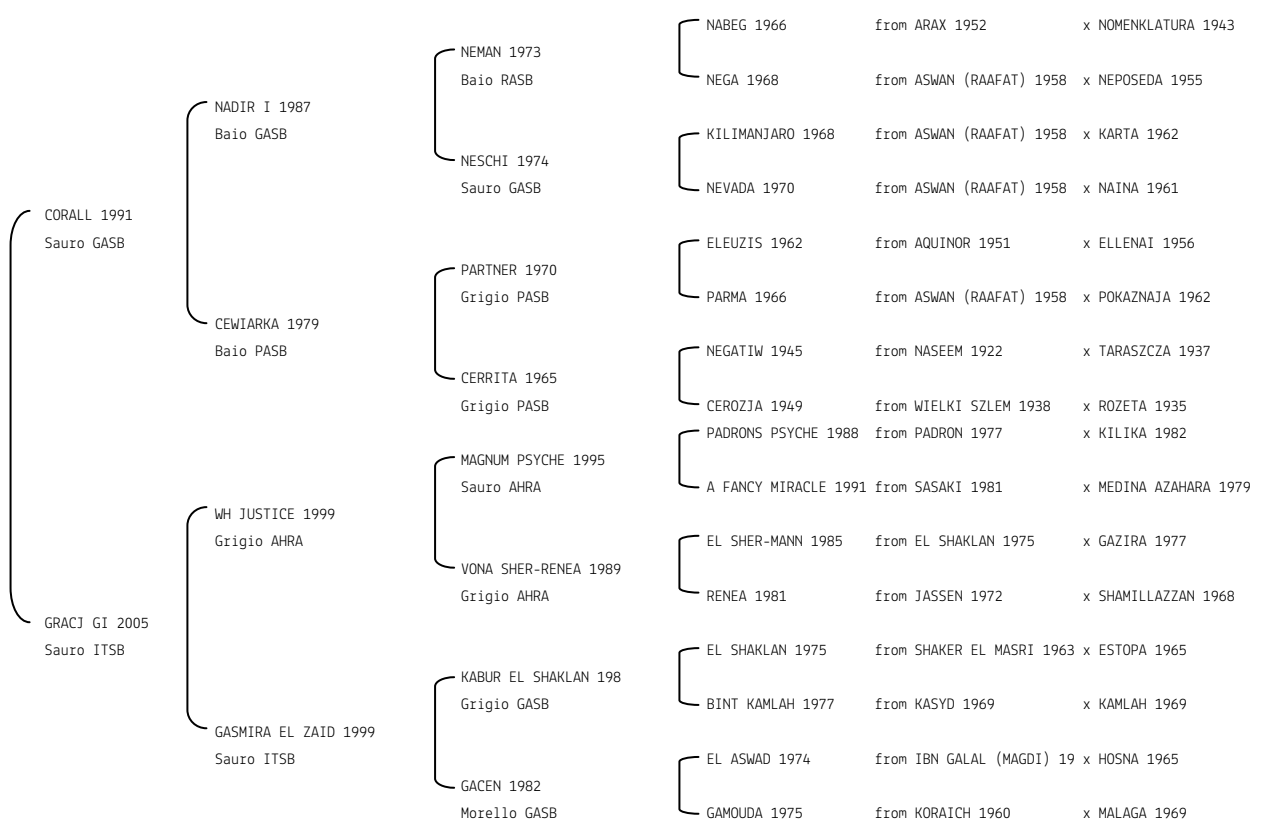 NABEG 1966 from ARAX 1952 x NOMENKLATURA 1943
NEMAN 1973
Baio RASB NEGA 1968 from ASWAN (RAAFAT) 1958 x NEPOSEDA 1955
NADIR I 1987
Baio GASB KILIMANJARO 1968 from ASWAN (RAAFAT) 1958 x KARTA 1962
NESCHI 1974
Sauro GASB NEVADA 1970 from ASWAN (RAAFAT) 1958 x NAINA 1961
CORALL 1991
Sauro GASB ELEUZIS 1962 from AQUINOR 1951 x ELLENAI 1956
PARTNER 1970
Grigio PASB PARMA 1966 from ASWAN (RAAFAT) 1958 x POKAZNAJA 1962
CEWIARKA 1979
Baio PASB NEGATIW 1945 from NASEEM 1922 x TARASZCZA 1937
CERRITA 1965
Grigio PASB CEROZJA 1949 from WIELKI SZLEM 1938 x ROZETA 1935
PADRONS PSYCHE 1988 from PADRON 1977 x KILIKA 1982
MAGNUM PSYCHE 1995
Sauro AHRA A FANCY MIRACLE 1991 from SASAKI 1981 x MEDINA AZAHARA 1979
WH JUSTICE 1999
Grigio AHRA EL SHER-MANN 1985 from EL SHAKLAN 1975 x GAZIRA 1977
VONA SHER-RENEA 1989
Grigio AHRA RENEA 1981 from JASSEN 1972 x SHAMILLAZZAN 1968
GRACJ GI 2005
Sauro ITSB EL SHAKLAN 1975 from SHAKER EL MASRI 1963 x ESTOPA 1965
KABUR EL SHAKLAN 198
Grigio GASB BINT KAMLAH 1977 from KASYD 1969 x KAMLAH 1969
GASMIRA EL ZAID 1999
Sauro ITSB EL ASWAD 1974 from IBN GALAL (MAGDI) 19 x HOSNA 1965
GACEN 1982
Morello GASB GAMOUDA 1975 from KORAICH 1960 x MALAGA 1969